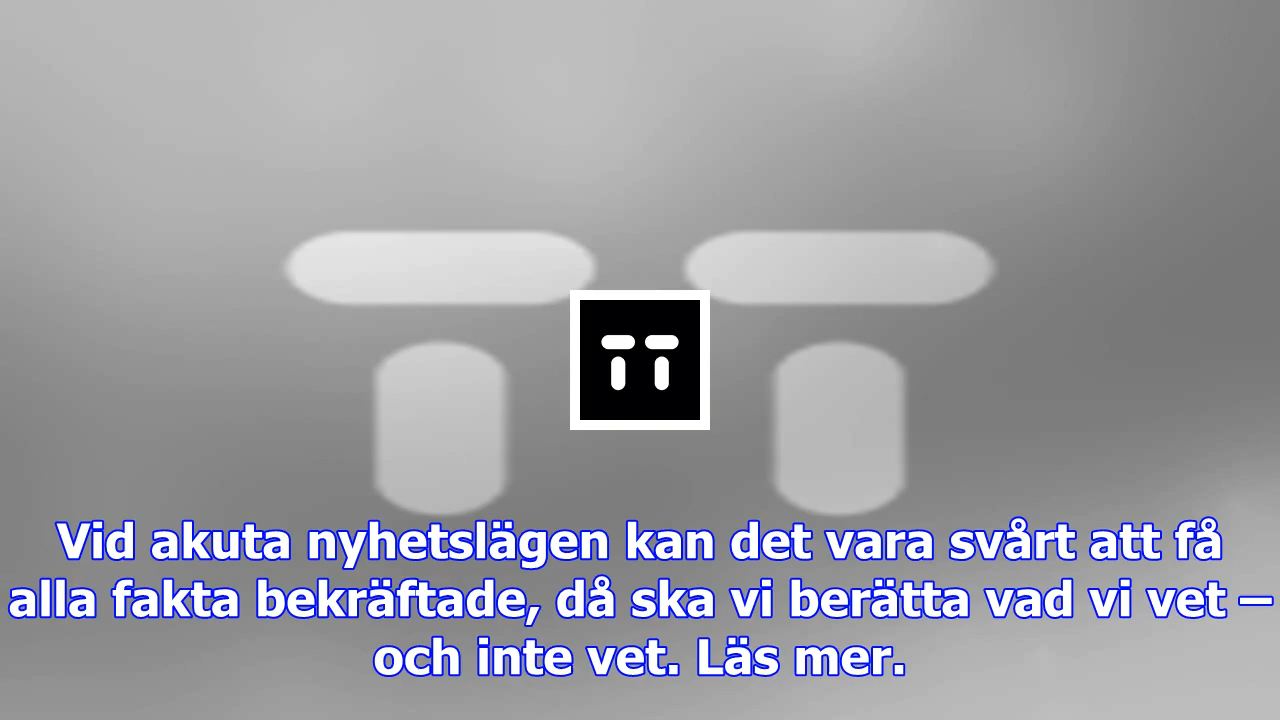 Vid akuta nyhetslägen kan det vara svårt att få
alla fakta bekräftade, då ska vi berätta vad vi vet –
och inte vet. Läs mer.